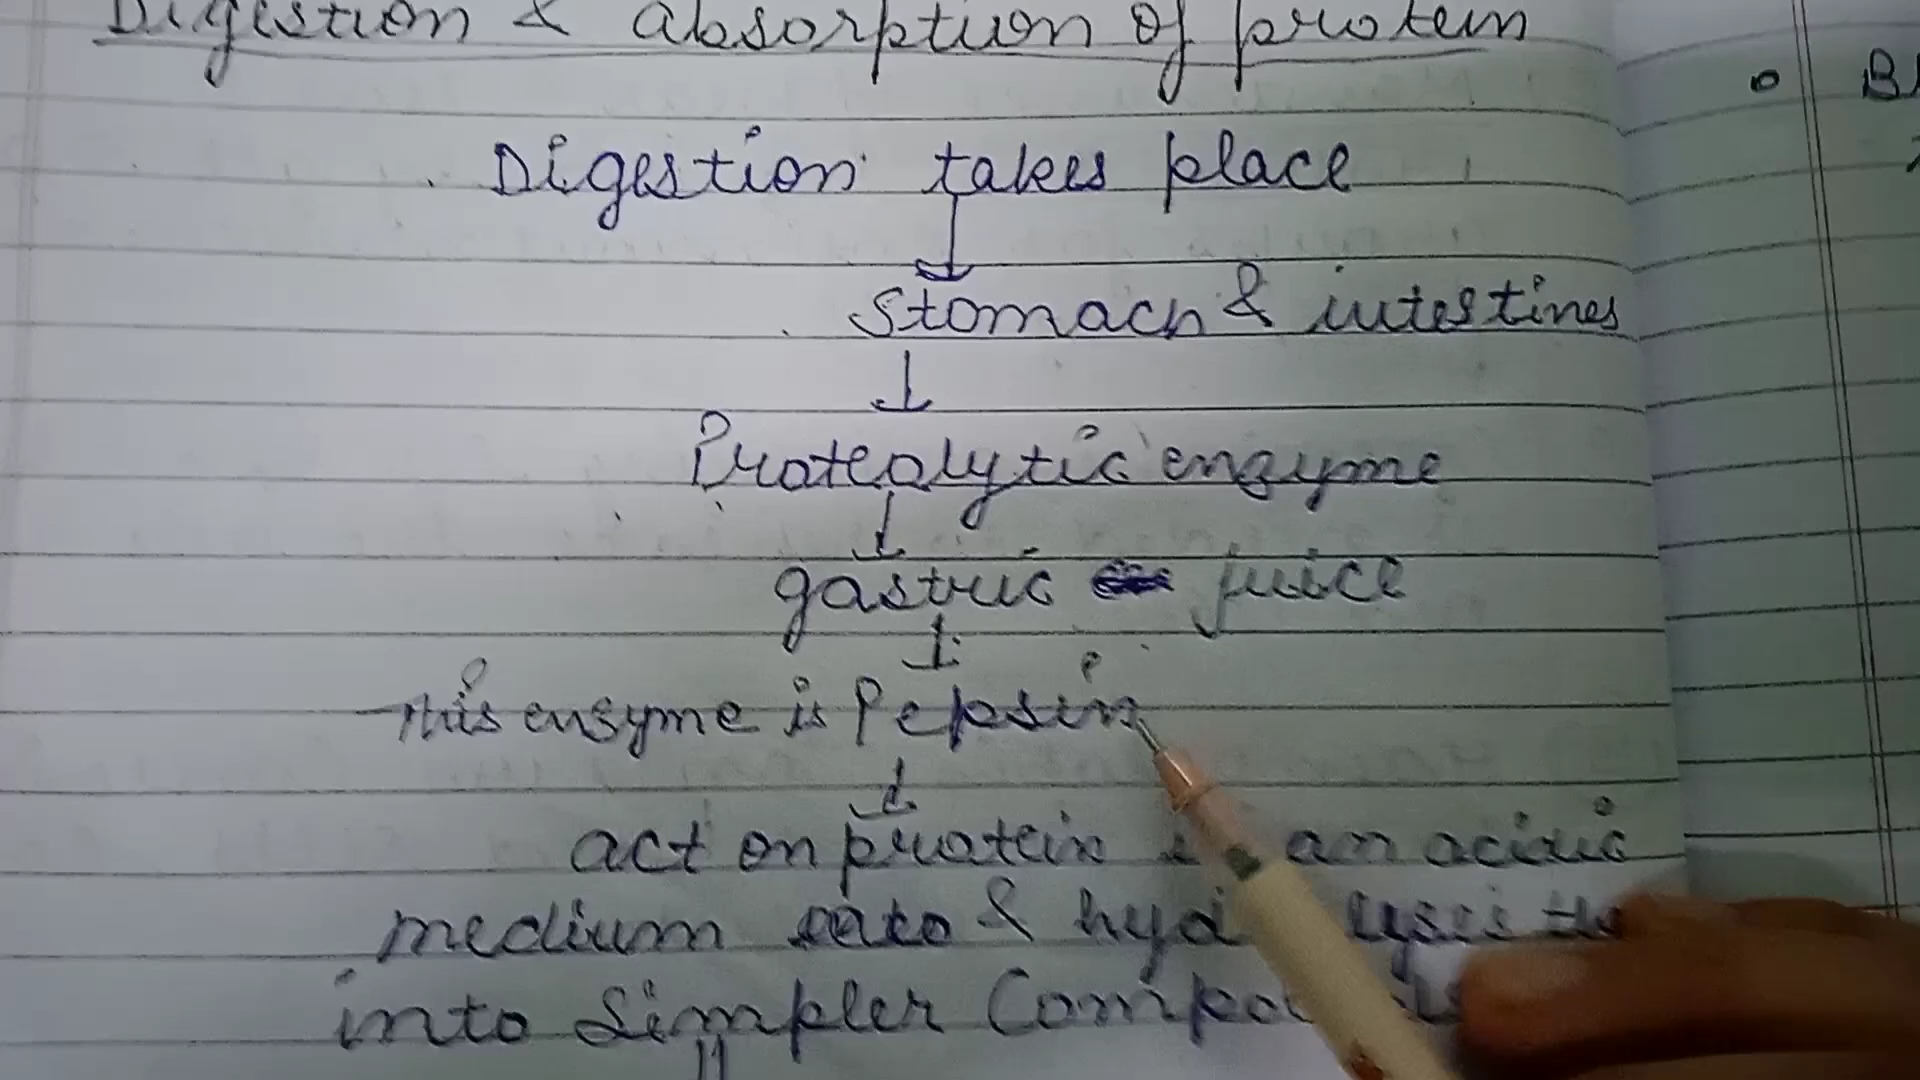 Digestion & absorption of protein
Digestion takes place
Stomach & intestines
Proteolytic enzyme
gastric juice
This enzyme is Pepsin
act on protein an acidic
medium & the
into Simpler